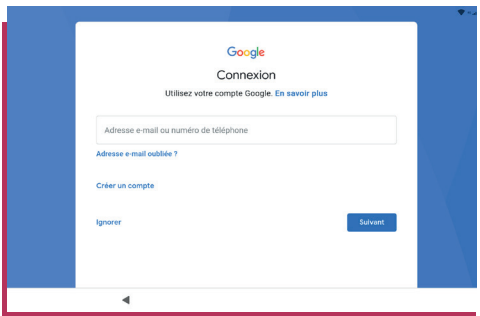 Google
Connexion
Utilisez votre compte Google. En savoir plus
Adresse e-mail ou numéro de téléphone
Adresse e-mail oubliée ?
Créer un compte
Ignorer
Suivant